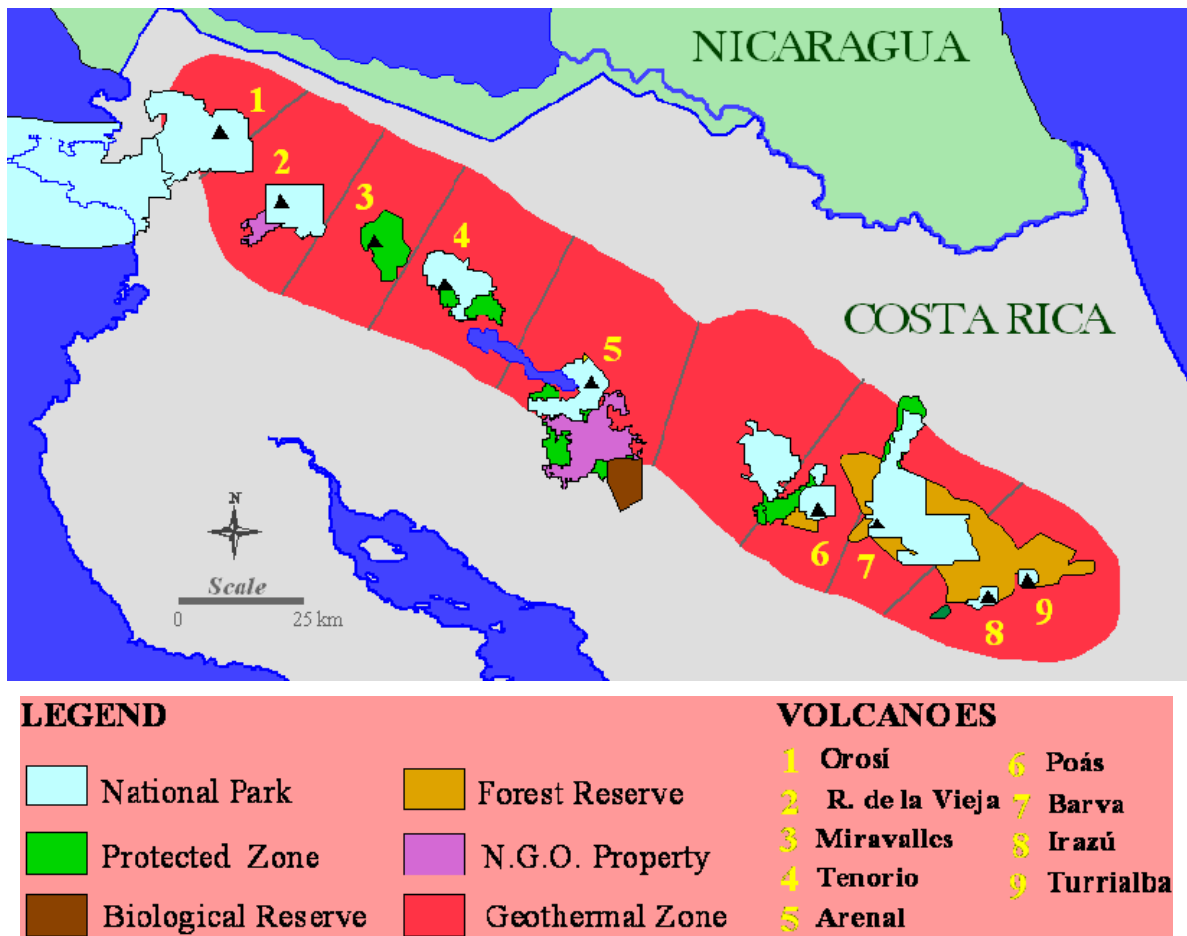 NICARAGUA
1
2
3
4
COSTA RICA
5
N
6
7
Scale
0 25 km
8
9
LEGEND
National Park
Protected Zone
Biological Reserve
Forest Reserve
N.G.O. Property
Geothermal Zone
VOLCANOES
1 Orosí
2 R. de la Vieja
3 Miravalles
4 Tenorio
5 Arenal
6 Poás
7 Barva
8 Irazú
9 Turrialba